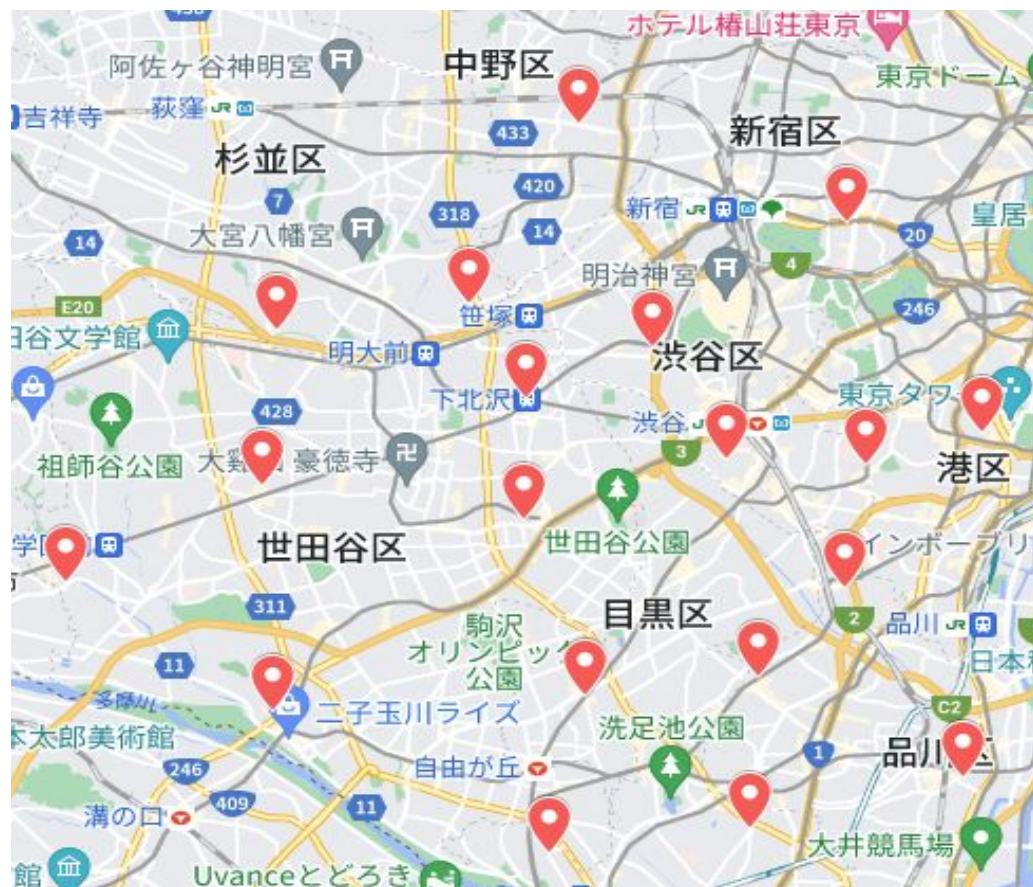 ホテル椿山荘東京
中野区
阿佐ヶ谷神明宮
東京ドーム
荻窪 JR
吉祥寺
433
新宿区
杉並区
420
7
318
新宿 JR
皇居
14
大宮八幡宮
14
20
明治神宮
4
E20
246
笹塚
田谷文学館
明大前
渋谷区
下北沢
東京タワー
428
渋谷
3
祖師谷公園
豪徳寺
港区
世田谷区
世田谷公園
インボーブリ
311
目黒区
2
品川 JR
駒沢
オリンピック
公園
11
日本科
多摩川
二子玉川ライズ
C2
洗足池公園
本太郎美術館
品川区
1
246
自由が丘
409
11
溝の口
大井競馬場
館
Uvanceとどろき